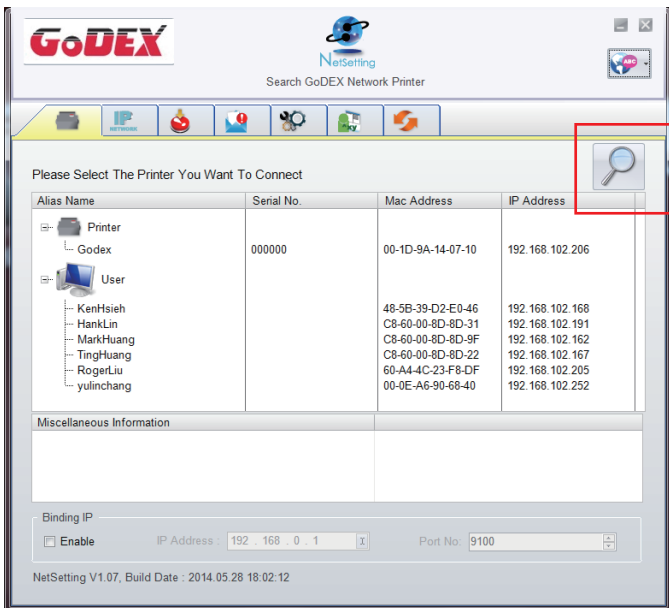 GoDEX
NetSetting
Search GoDEX Network Printer
ABC
IP
NETWORK
Please Select The Printer You Want To Connect
Alias Name Serial No. Mac Address IP Address
Printer
Godex 000000 00-1D-9A-14-07-10 192.168.102.206
User
KenHsieh 48-5B-39-D2-E0-46 192.168.102.168
HankLin C8-60-00-8D-8D-31 192.168.102.191
MarkHuang C8-60-00-8D-8D-9F 192.168.102.162
TingHuang C8-60-00-8D-8D-22 192.168.102.167
RogerLiu 60-A4-4C-23-F8-DF 192.168.102.205
yulinchang 00-0E-A6-90-68-40 192.168.102.252
Miscellaneous Information
Binding IP
Enable IP Address : 192 . 168 . 0 . 1 Port No: 9100
NetSetting V1.07, Build Date : 2014.05.28 18:02:12